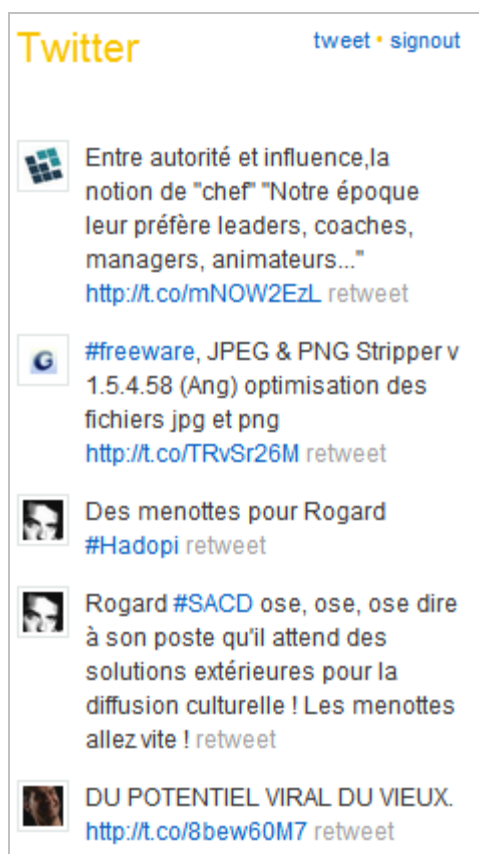 Twitter
tweet • signout
Entre autorité et influence,la
notion de "chef" "Notre époque
leur préfère leaders, coaches,
managers, animateurs..."
http://t.co/mNOW2EzL retweet
#freeware, JPEG & PNG Stripper v
1.5.4.58 (Ang) optimisation des
fichiers jpg et png
http://t.co/TRvSr26M retweet
Des menottes pour Rogard
#Hadopi retweet
Rogard #SACD ose, ose, ose dire
à son poste qu'il attend des
solutions extérieures pour la
diffusion culturelle ! Les menottes
allez vite ! retweet
DU POTENTIEL VIRAL DU VIEUX.
http://t.co/8bew60M7 retweet